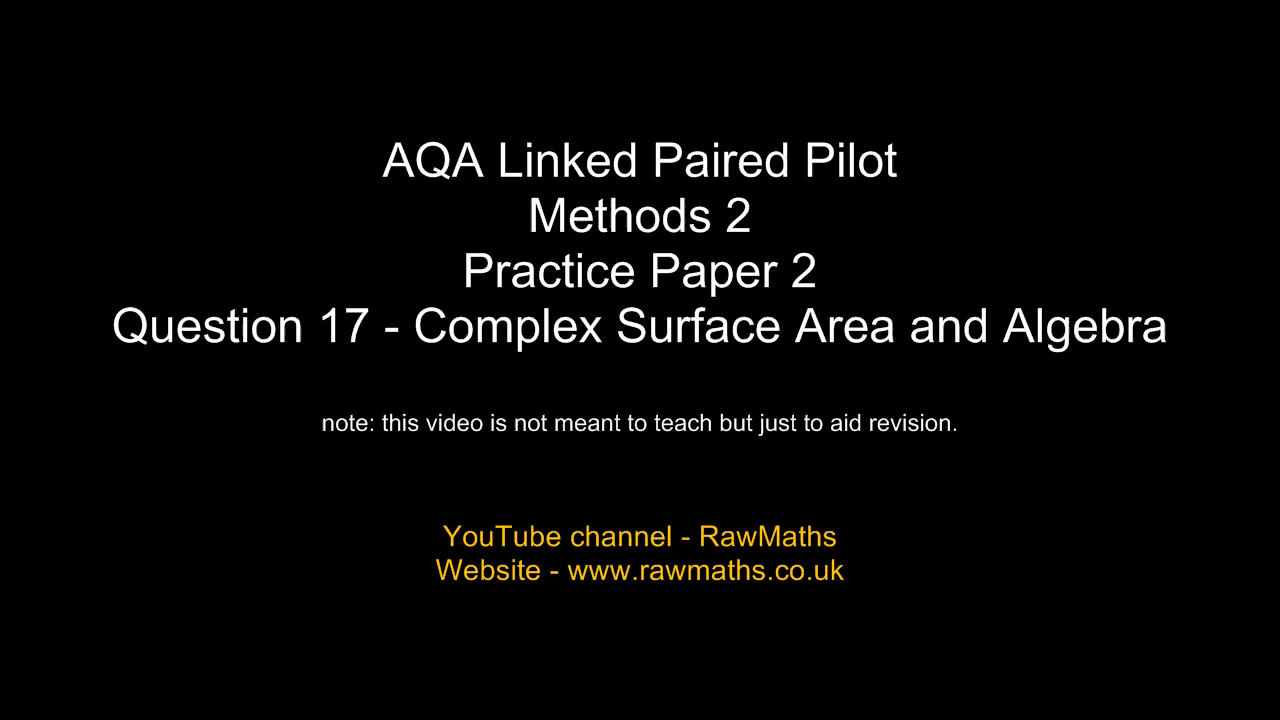 AQA Linked Paired Pilot
Methods 2
Practice Paper 2
Question 17 - Complex Surface Area and Algebra
note: this video is not meant to teach but just to aid revision.
YouTube channel - RawMaths
Website - www.rawmaths.co.uk